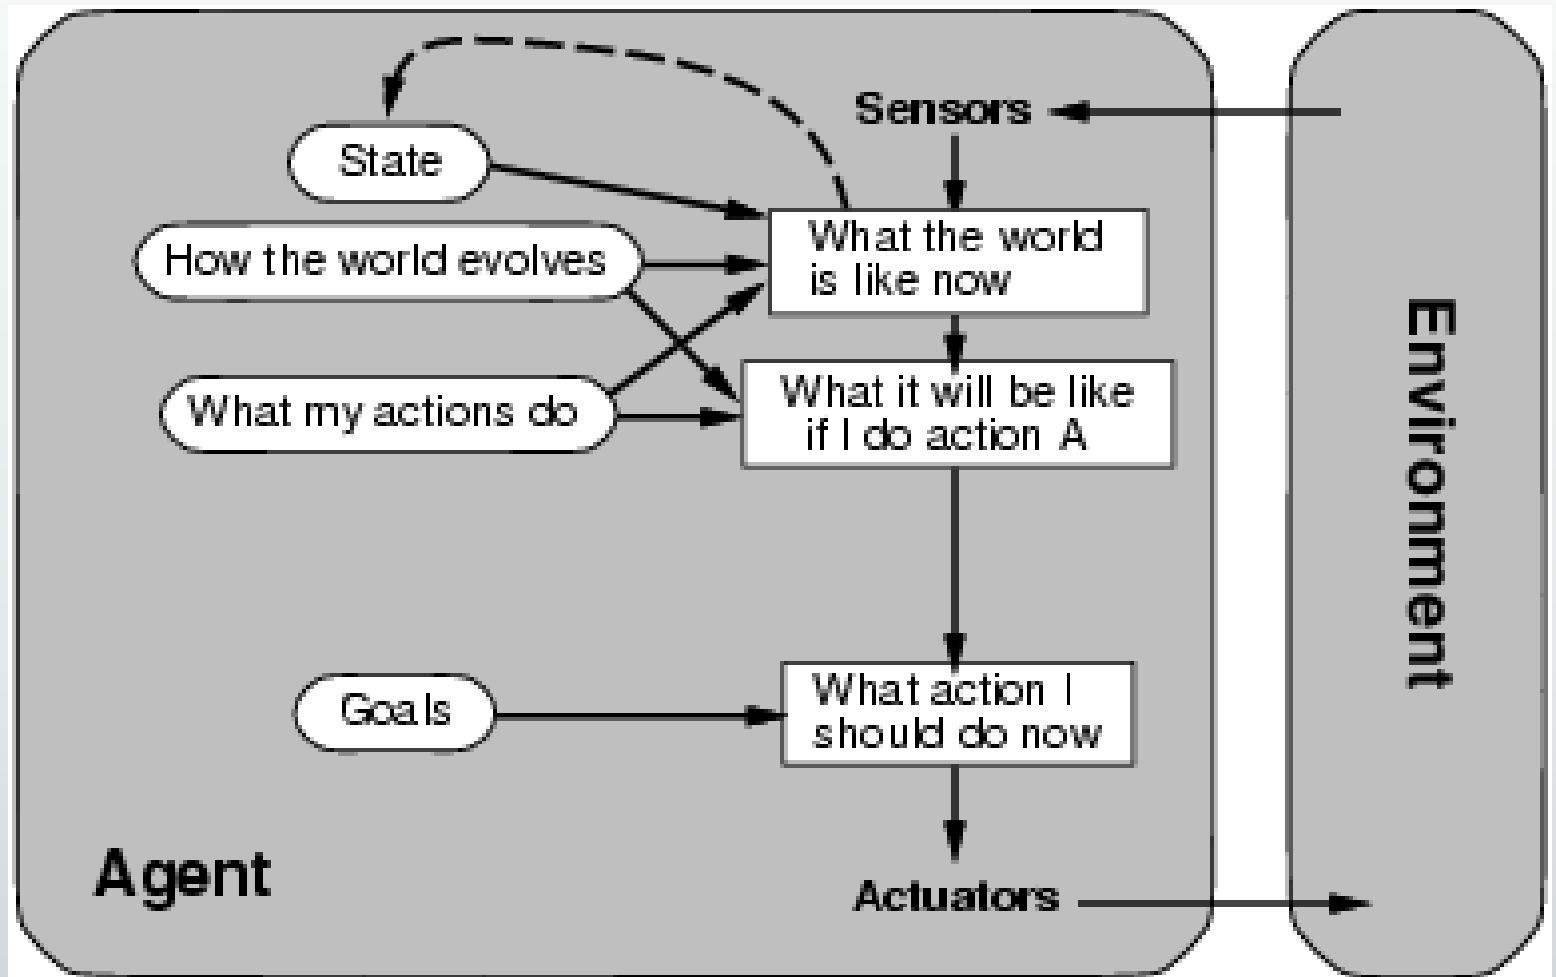 Sensors
State
What the world
is like now
How the world evolves
What my actions do
What it will be like
if I do action A
Goals
What action I
should do now
Agent
Actuators
Environment